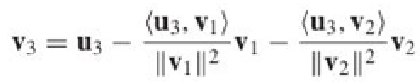 v₃ = u₃ − (⟨u₃, v₁⟩ / ‖v₁‖²) v₁ − (⟨u₃, v₂⟩ / ‖v₂‖²) v₂